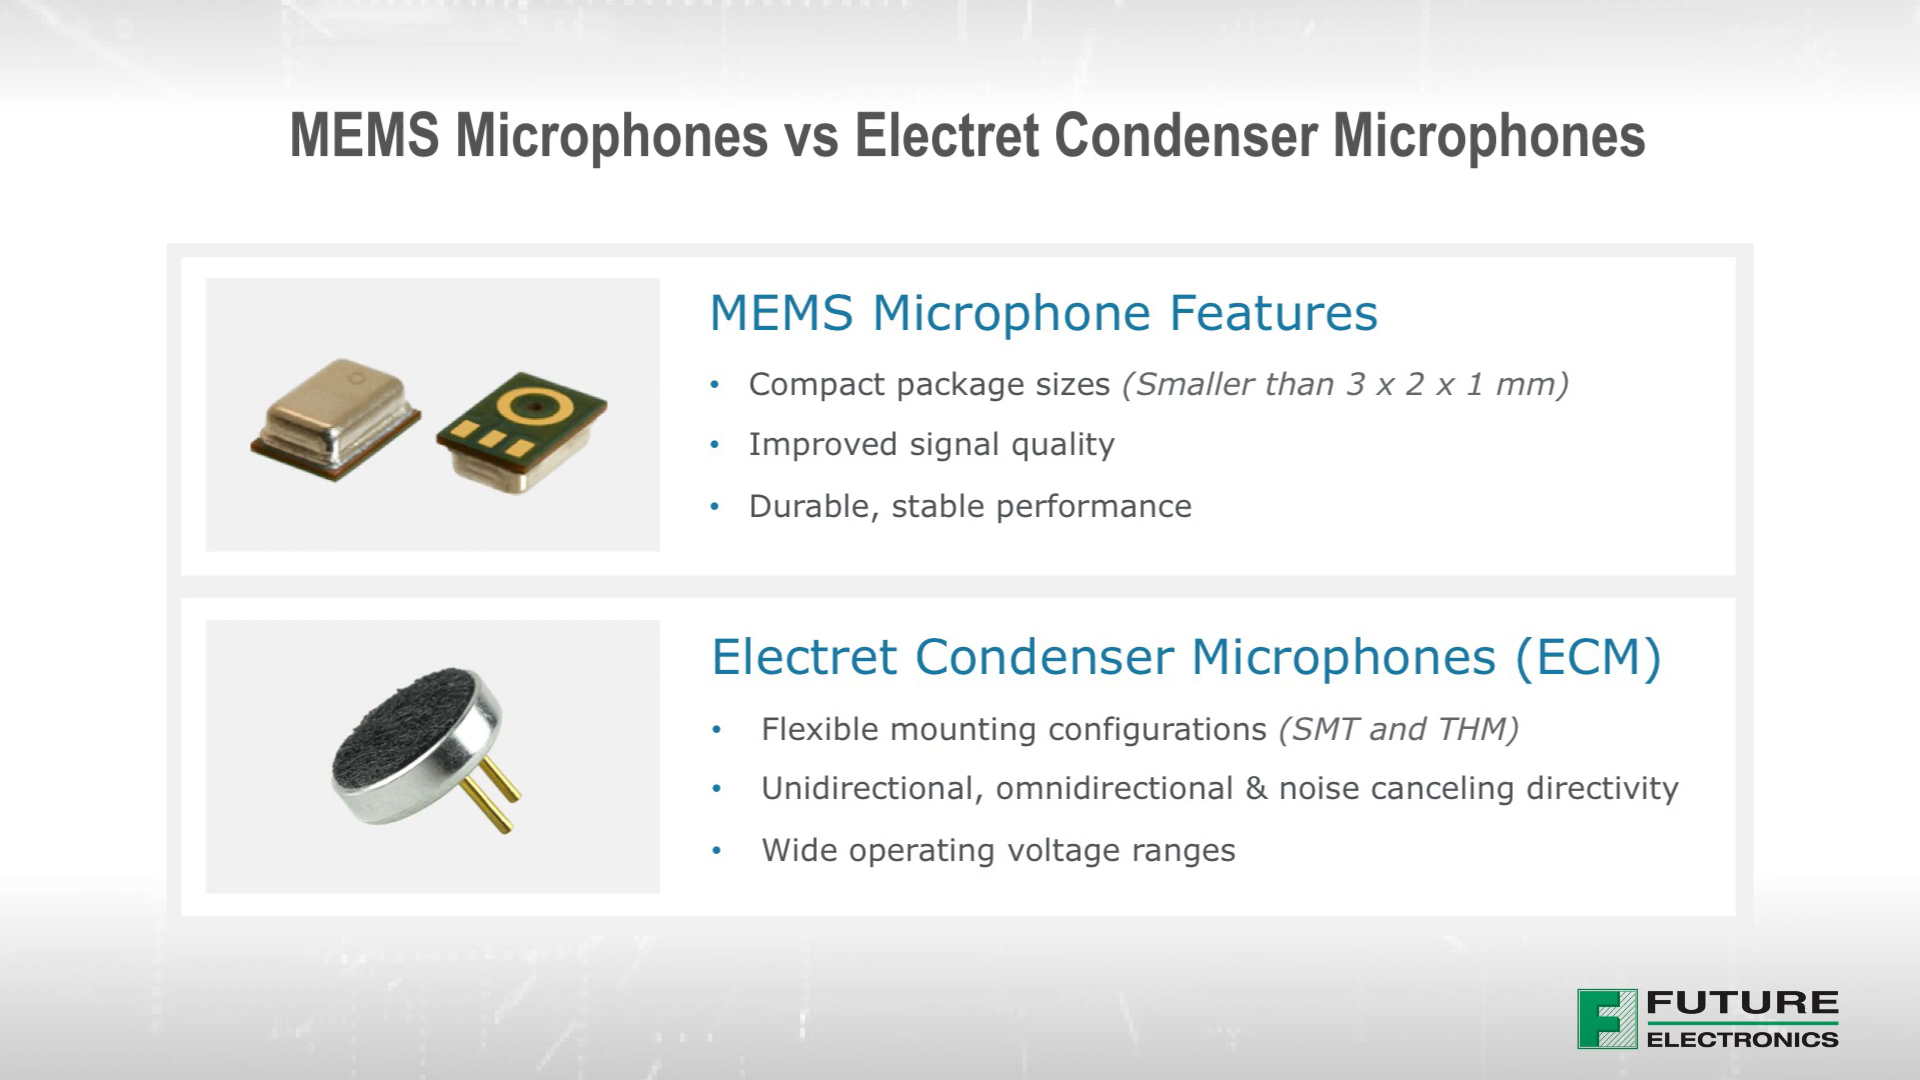 MEMS Microphones vs Electret Condenser Microphones
MEMS Microphone Features
• Compact package sizes (Smaller than 3 x 2 x 1 mm)
• Improved signal quality
• Durable, stable performance
Electret Condenser Microphones (ECM)
• Flexible mounting configurations (SMT and THM)
• Unidirectional, omnidirectional & noise canceling directivity
• Wide operating voltage ranges
FUTURE
ELECTRONICS